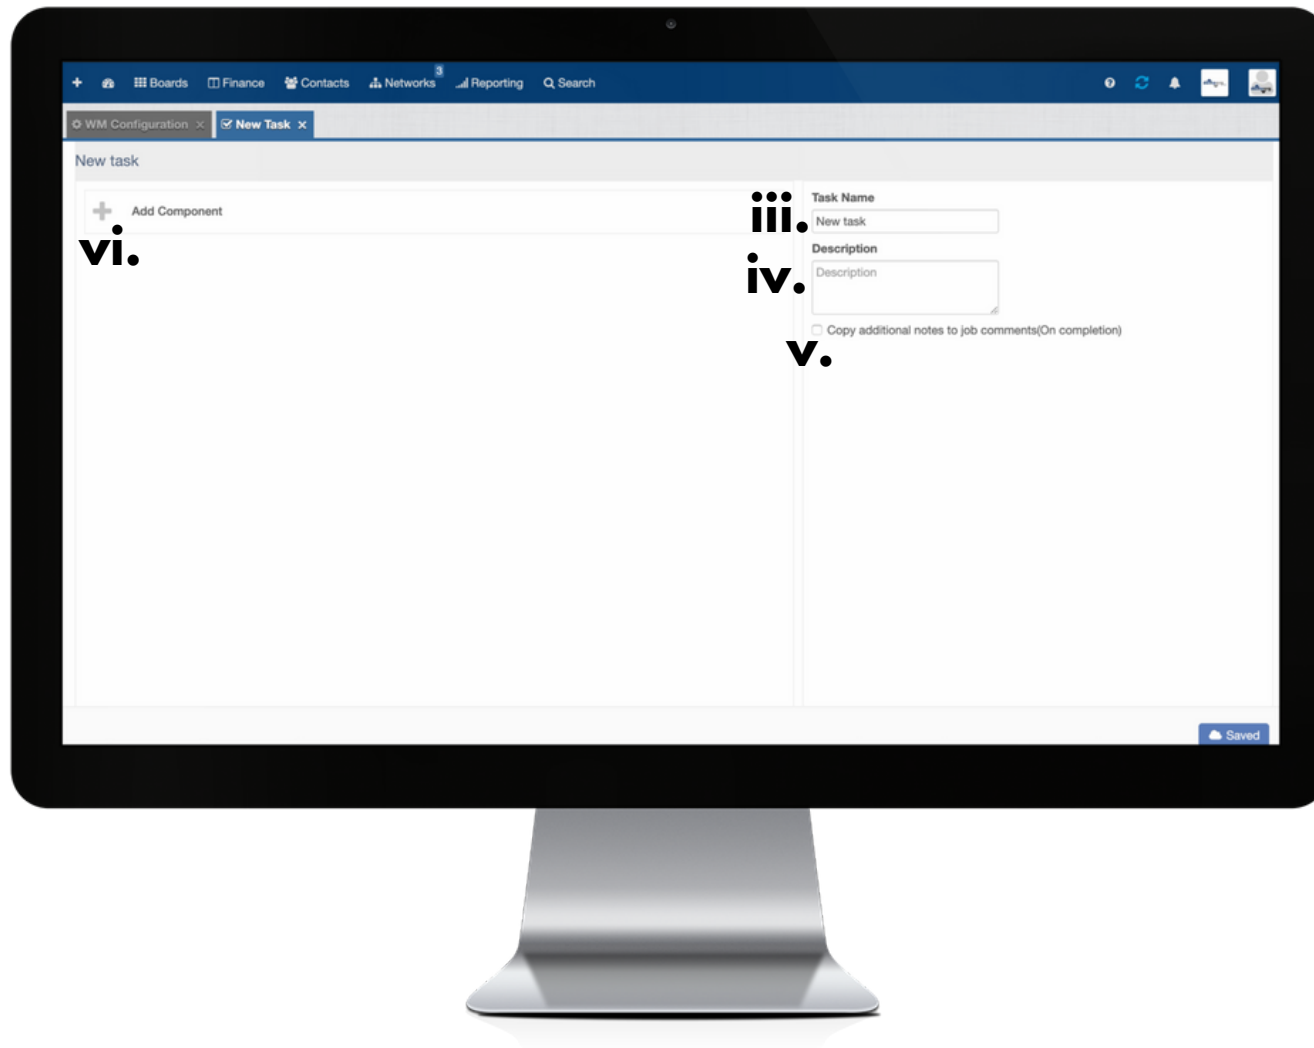 3
Boards Finance Contacts Networks Reporting Search
WM Configuration × New Task ×
New task
Add Component
vi.
iii.
Task Name
New task
iv.
Description
Description
Copy additional notes to job comments(On completion)
v.
Saved